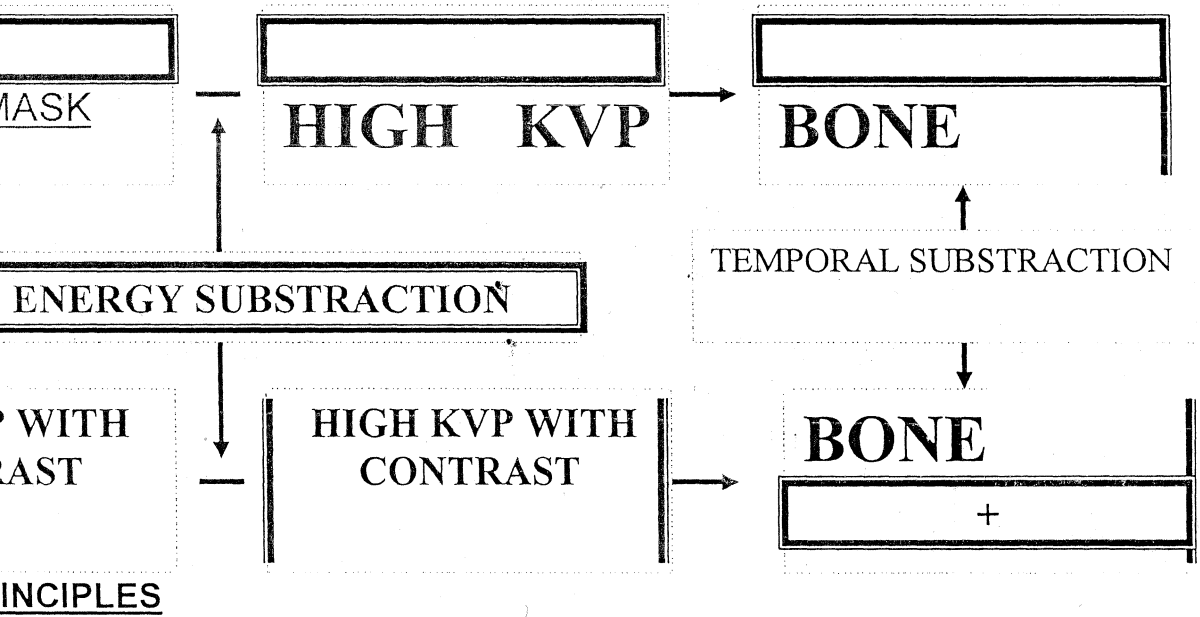 MASK
—
HIGH KVP
BONE
TEMPORAL SUBSTRACTION
ENERGY SUBSTRACTION
P WITH
RAST
—
HIGH KVP WITH
CONTRAST
BONE
+
INCIPLES